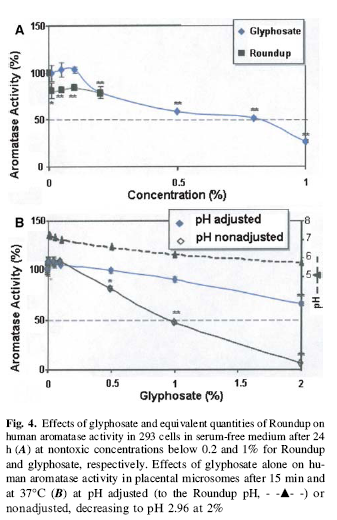 A
150
Glyphosate
Roundup
100
50
0
Aromatase Activity (%)
*
**
**
**
**
**
**
0
0.5
1
Concentration (%)
B
150
pH adjusted
pH nonadjusted
8
7
6
5
pH
100
50
0
Aromatase Activity (%)
*
**
**
**
0
0.5
1
1.5
2
Glyphosate (%)
Fig. 4. Effects of glyphosate and equivalent quantities of Roundup on
human aromatase activity in 293 cells in serum-free medium after 24
h (A) at nontoxic concentrations below 0.2 and 1% for Roundup
and glyphosate, respectively. Effects of glyphosate alone on hu-
man aromatase activity in placental microsomes after 15 min and
at 37°C (B) at pH adjusted (to the Roundup pH, - -▲- -) or
nonadjusted, decreasing to pH 2.96 at 2%